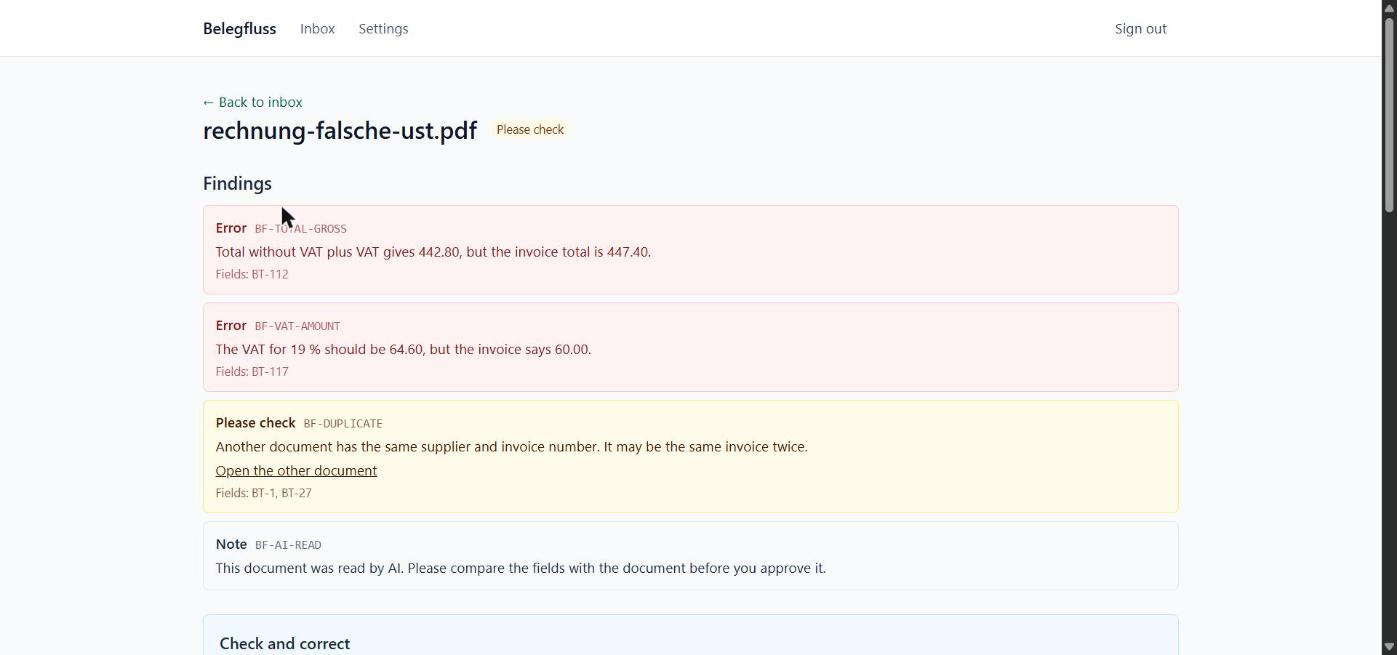 Belegfluss Inbox Settings Sign out
← Back to inbox
rechnung-falsche-ust.pdf Please check
Findings
Error BF-TOTAL-GROSS
Total without VAT plus VAT gives 442.80, but the invoice total is 447.40.
Fields: BT-112
Error BF-VAT-AMOUNT
The VAT for 19 % should be 64.60, but the invoice says 60.00.
Fields: BT-117
Please check BF-DUPLICATE
Another document has the same supplier and invoice number. It may be the same invoice twice.
Open the other document
Fields: BT-1, BT-27
Note BF-AI-READ
This document was read by AI. Please compare the fields with the document before you approve it.
Check and correct